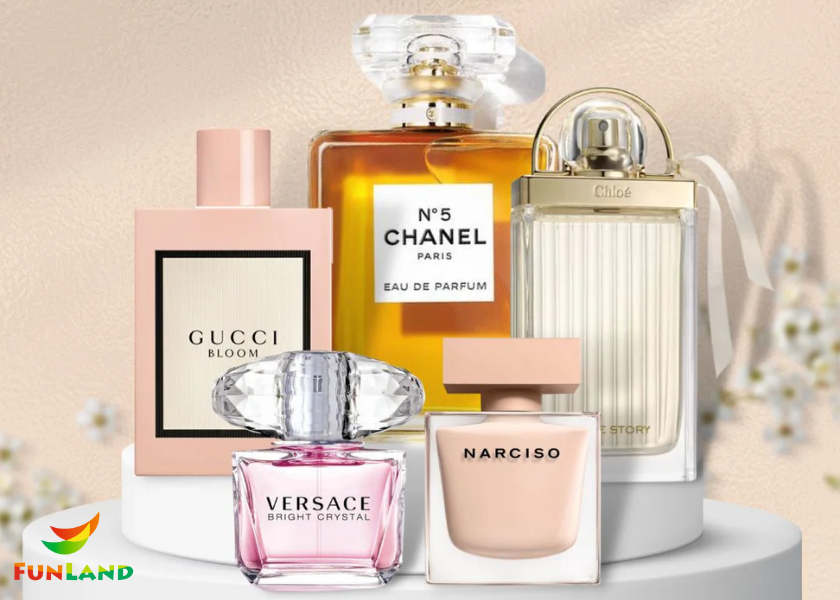 N°5
CHANEL
PARIS
EAU DE PARFUM
Chloé
GUCCI
BLOOM
E STORY
VERSACE
BRIGHT CRYSTAL
NARCISO
FUNLAND